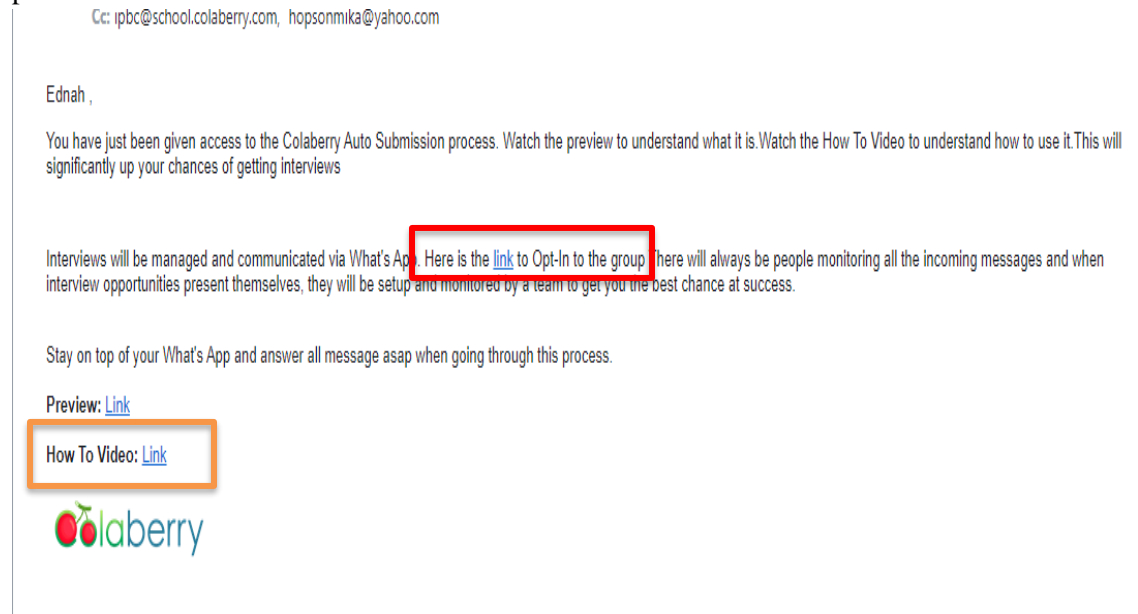 Cc: ipbc@school.colaberry.com, hopsonmika@yahoo.com
Ednah ,
You have just been given access to the Colaberry Auto Submission process. Watch the preview to understand what it is.Watch the How To Video to understand how to use it.This will
significantly up your chances of getting interviews
Interviews will be managed and communicated via What's App. Here is the link to Opt-In to the group There will always be people monitoring all the incoming messages and when
interview opportunities present themselves, they will be setup and monitored by a team to get you the best chance at success.
Stay on top of your What's App and answer all message asap when going through this process.
Preview: Link
How To Video: Link
Colaberry